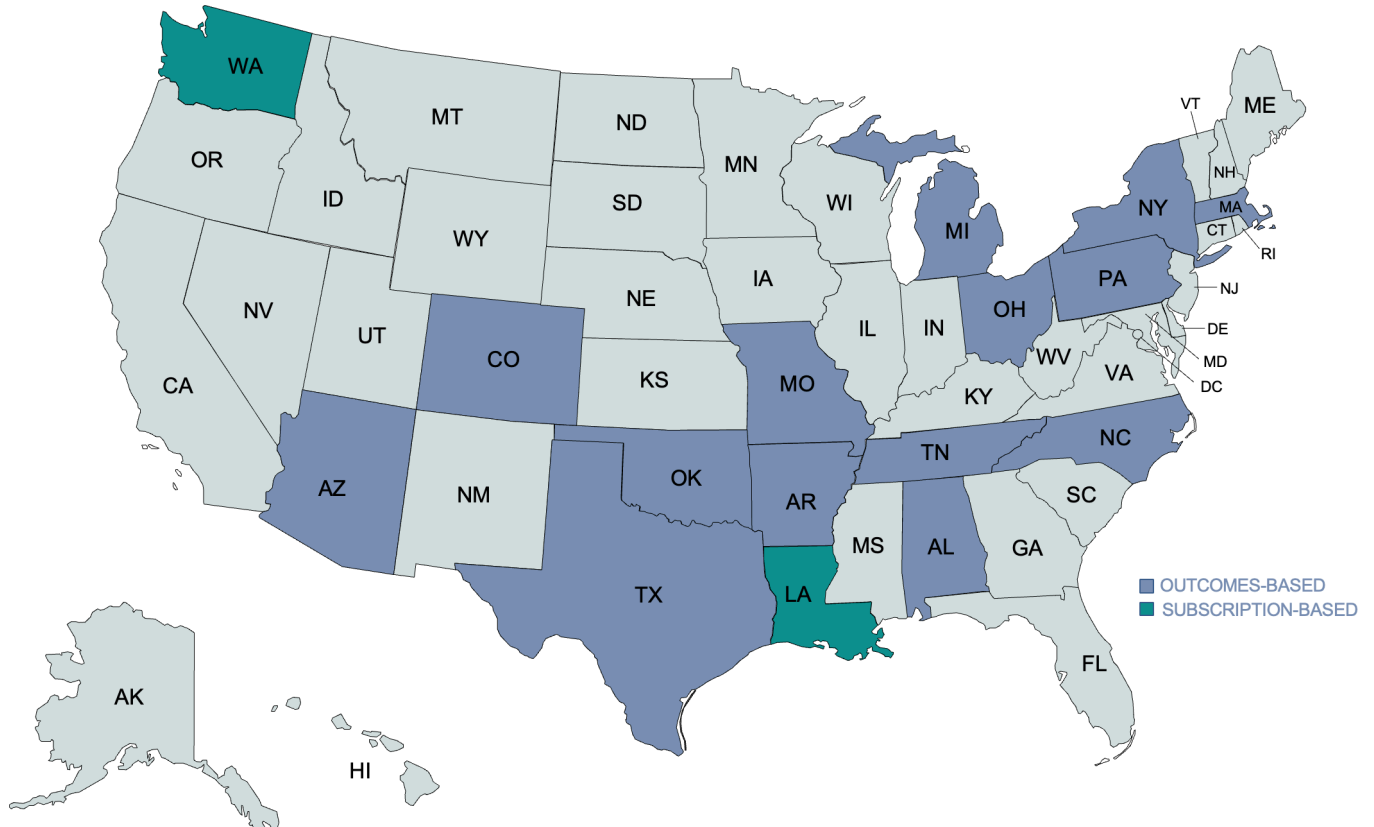 WA
MT
ND
MN
VT
ME
OR
ID
SD
WI
NH
WY
MI
NY
MA
CT
RI
IA
NE
PA
NJ
NV
UT
CO
IL
IN
OH
DE
WV
MD
DC
CA
KS
MO
KY
VA
AZ
NM
OK
AR
TN
NC
SC
MS
AL
GA
TX
LA
OUTCOMES-BASED
SUBSCRIPTION-BASED
FL
AK
HI